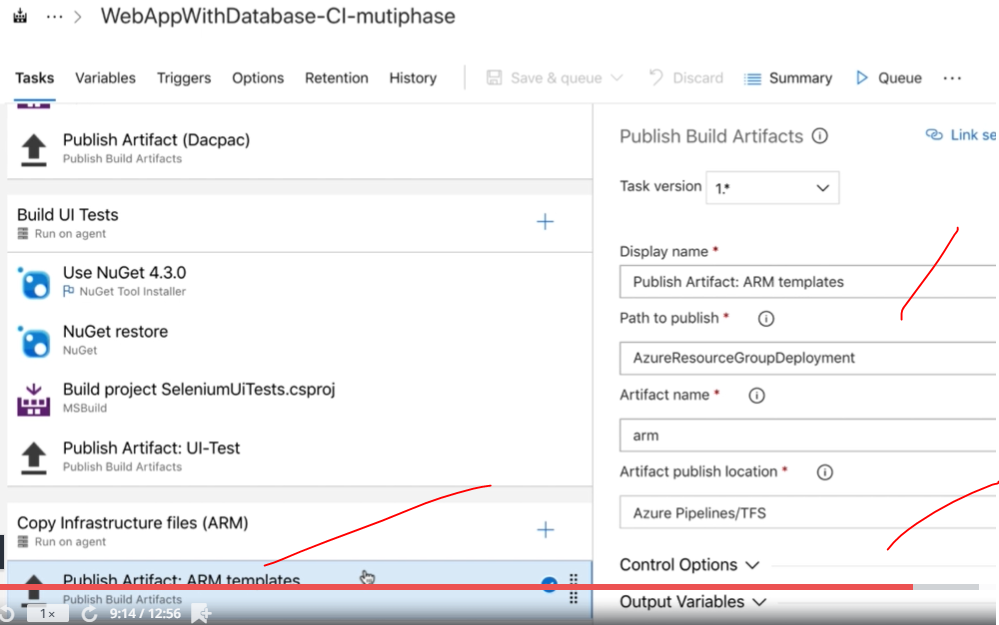 WebAppWithDatabase-CI-mutiphase
Tasks Variables Triggers Options Retention History Save & queue Discard Summary Queue
Publish Artifact (Dacpac)
Publish Build Artifacts
Build UI Tests
Run on agent
Use NuGet 4.3.0
NuGet Tool Installer
NuGet restore
NuGet
Build project SeleniumUiTests.csproj
MSBuild
Publish Artifact: UI-Test
Publish Build Artifacts
Copy Infrastructure files (ARM)
Run on agent
Publish Artifact: ARM templates
Publish Build Artifacts
Publish Build Artifacts
Link se
Task version 1.*
Display name *
Publish Artifact: ARM templates
Path to publish *
AzureResourceGroupDeployment
Artifact name *
arm
Artifact publish location *
Azure Pipelines/TFS
Control Options
Output Variables
1× 9:14 / 12:56